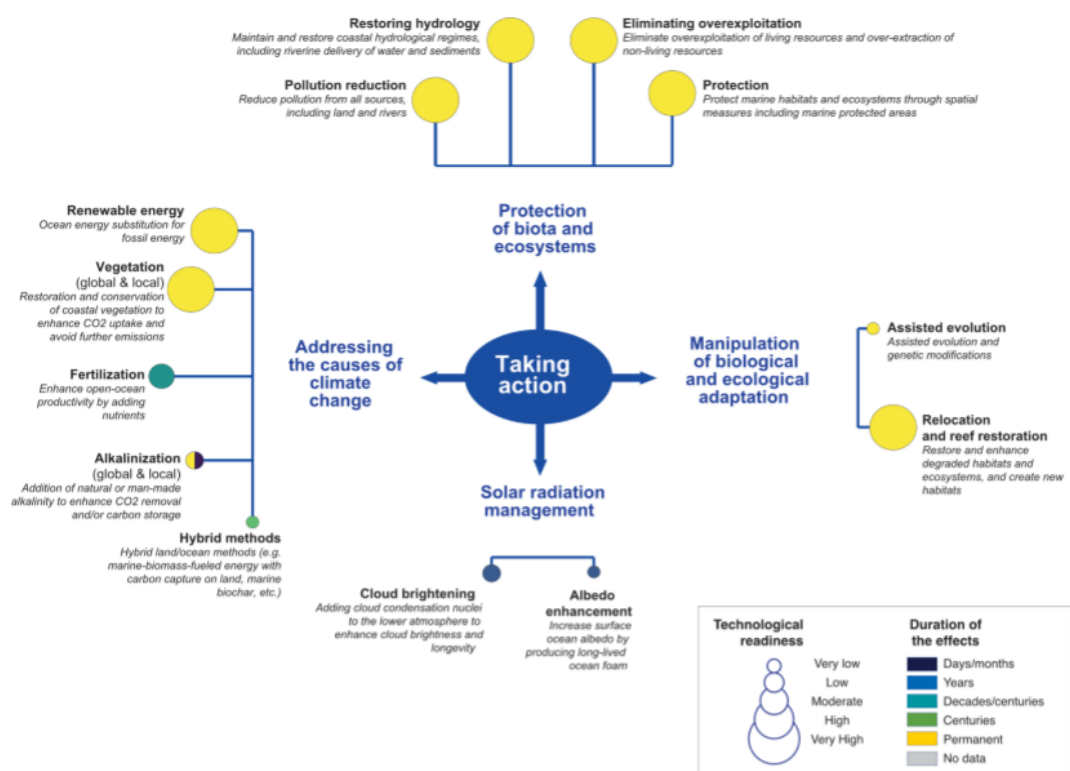 Restoring hydrology
Maintain and restore coastal hydrological regimes,
including riverine delivery of water and sediments
Eliminating overexploitation
Eliminate overexploitation of living resources and over-extraction of
non-living resources
Pollution reduction
Reduce pollution from all sources,
including land and rivers
Protection
Protect marine habitats and ecosystems through spatial
measures including marine protected areas
Protection
of biota and
ecosystems
Renewable energy
Ocean energy substitution for
fossil energy
Vegetation
(global & local)
Restoration and conservation
of coastal vegetation to
enhance CO2 uptake and
avoid further emissions
Fertilization
Enhance open-ocean
productivity by adding
nutrients
Alkalinization
(global & local)
Addition of natural or man-made
alkalinity to enhance CO2 removal
and/or carbon storage
Hybrid methods
Hybrid land/ocean methods (e.g.
marine-biomass-fueled energy with
carbon capture on land, marine
biochar, etc.)
Addressing
the causes of
climate
change
Taking
action
Manipulation
of biological
and ecological
adaptation
Assisted evolution
Assisted evolution and
genetic modifications
Relocation
and reef restoration
Restore and enhance
degraded habitats and
ecosystems, and create new
habitats
Solar radiation
management
Cloud brightening
Adding cloud condensation nuclei
to the lower atmosphere to
enhance cloud brightness and
longevity
Albedo
enhancement
Increase surface
ocean albedo by
producing long-lived
ocean foam
Technological
readiness
Very low
Low
Moderate
High
Very High
Duration of
the effects
Days/months
Years
Decades/centuries
Centuries
Permanent
No data